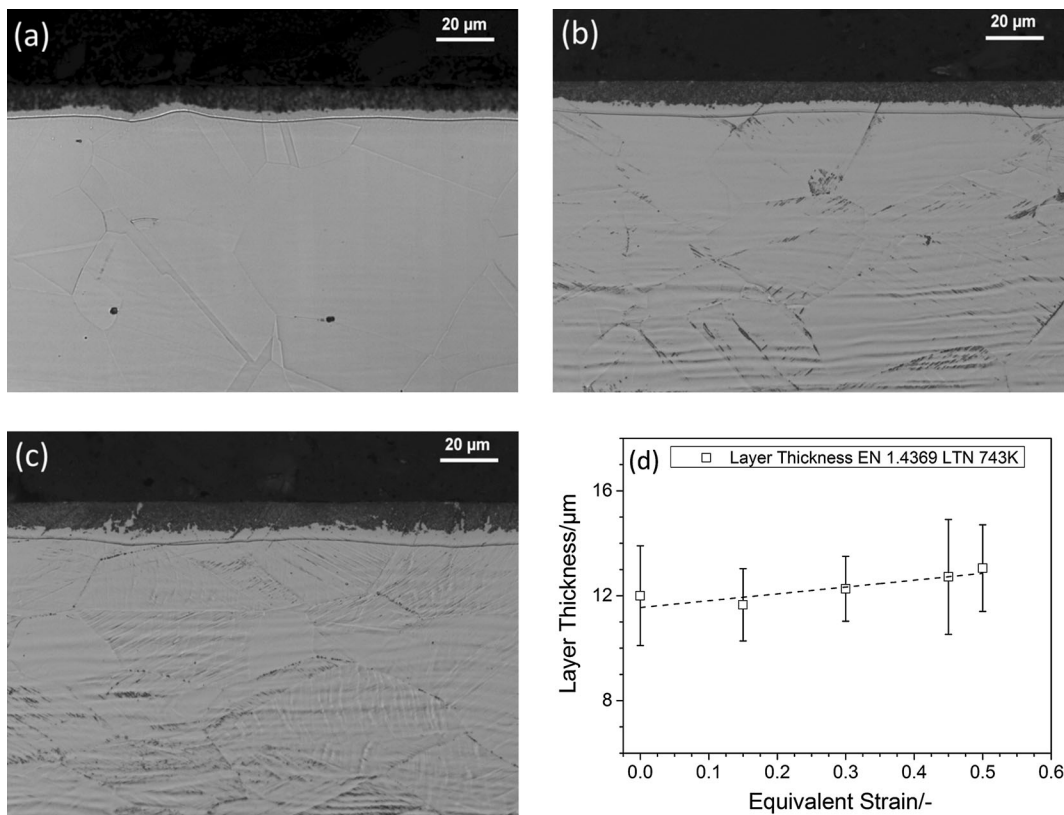 (a)
20 µm
(b)
20 µm
(c)
20 µm
(d)
Layer Thickness EN 1.4369 LTN 743K
16
12
8
Layer Thickness/µm
0.0 0.1 0.2 0.3 0.4 0.5 0.6
Equivalent Strain/-